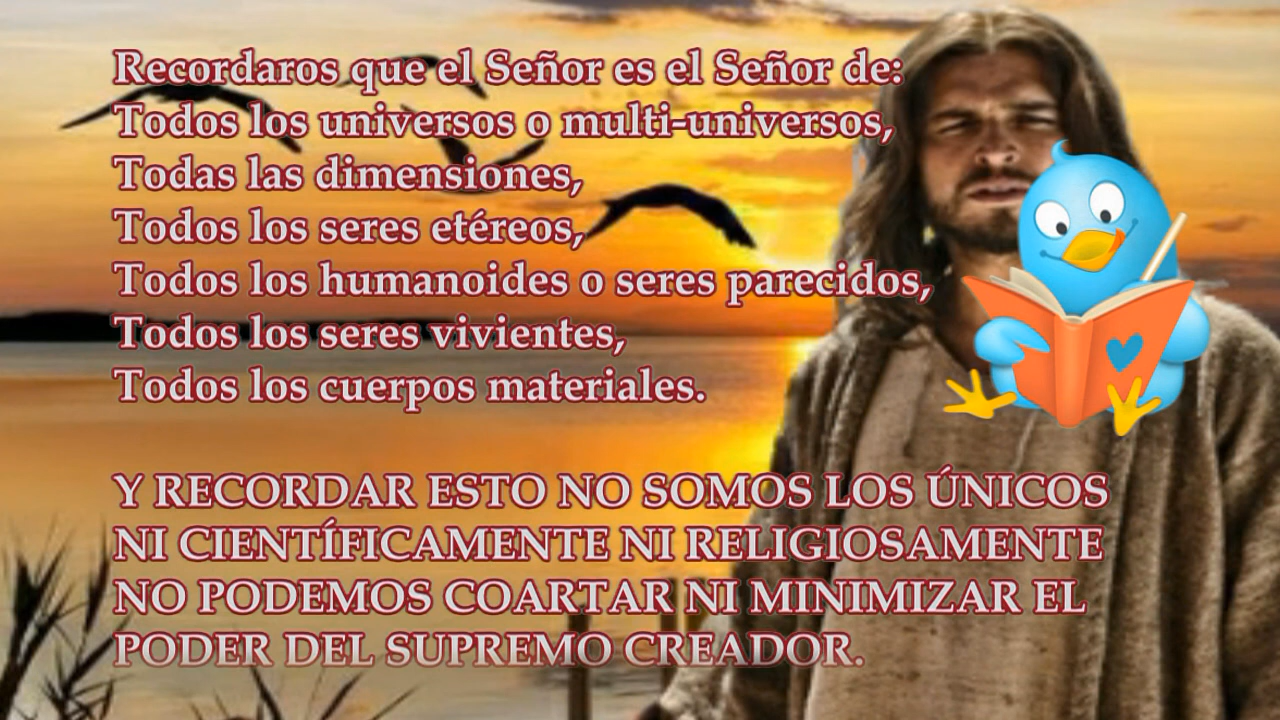 Recordaros que el Señor es el Señor de:
Todos los universos o multi-universos,
Todas las dimensiones,
Todos los seres etéreos,
Todos los humanoides o seres parecidos,
Todos los seres vivientes,
Todos los cuerpos materiales.
Y RECORDAR ESTO NO SOMOS LOS ÚNICOS
NI CIENTÍFICAMENTE NI RELIGIOSAMENTE
NO PODEMOS COARTAR NI MINIMIZAR EL
PODER DEL SUPREMO CREADOR.